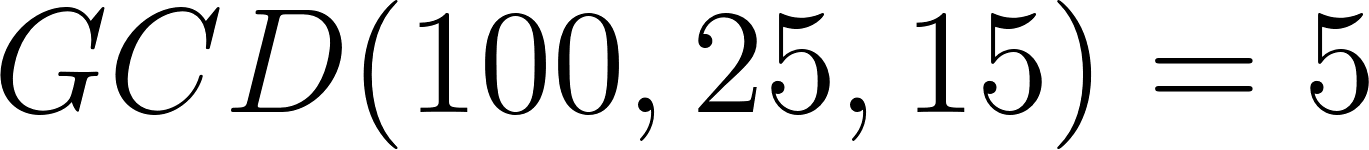 GCD(100, 25, 15) = 5